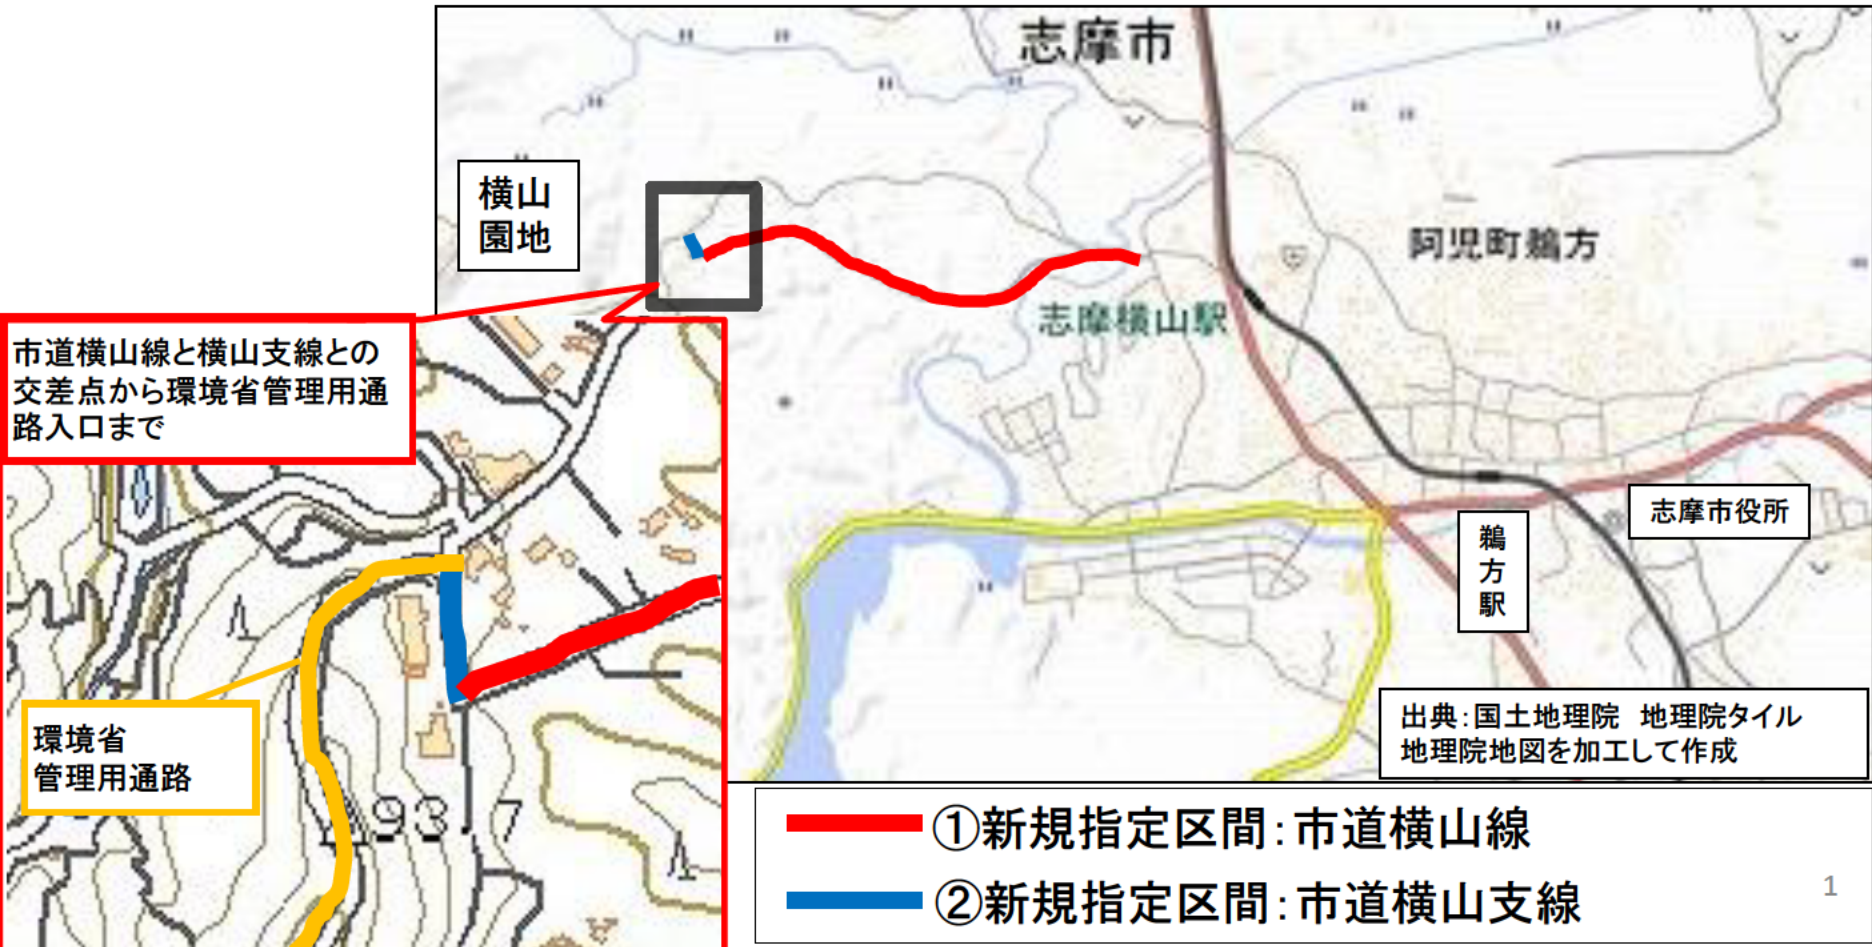 志摩市
横山
園地
阿児町鵜方
志摩横山駅
市道横山線と横山支線との
交差点から環境省管理用通
路入口まで
志摩市役所
鵜方駅
環境省
管理用通路
93.7
出典：国土地理院　地理院タイル
地理院地図を加工して作成
①新規指定区間：市道横山線
②新規指定区間：市道横山支線
1